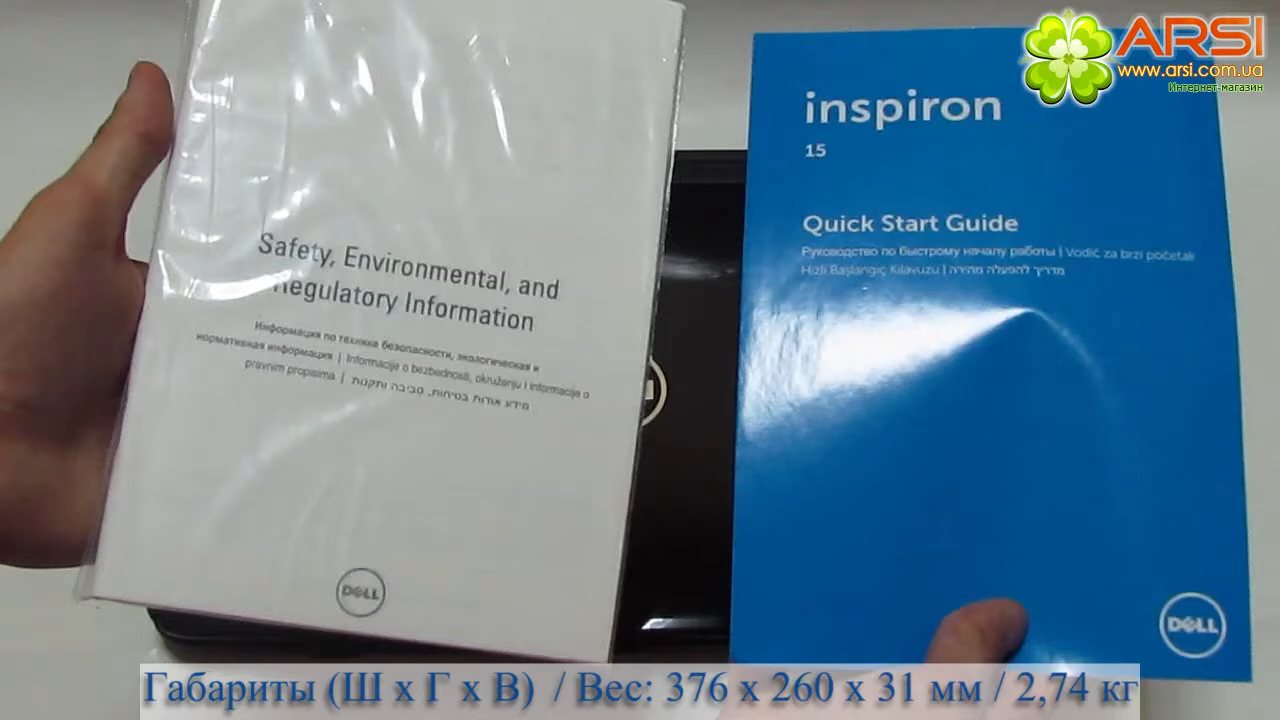 Safety, Environmental, and
Regulatory Information
Информация по технике безопасности, экологическая и
нормативная информация | Informacije o bezbednosti, okruženju i informacije o
pravnim propisima | מידע אודות בטיחות, סביבה ותקנות
DELL
inspiron
15
Quick Start Guide
Руководство по быстрому началу работы | Vodič za brzi početak
Hızlı Başlangıç Kılavuzu | מדריך להפעלה מהירה
DELL
ARSI
www.arsi.com.ua
Интернет-магазин
Габариты (Ш х Г х В) / Вес: 376 х 260 х 31 мм / 2,74 кг